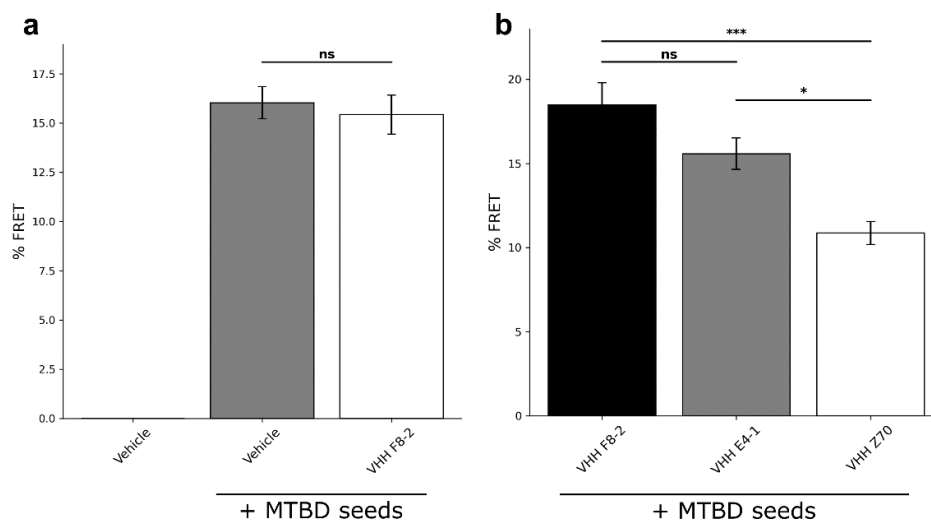 a
ns
17.5
15.0
12.5
10.0
7.5
5.0
2.5
0.0
% FRET
Vehicle
Vehicle
VHH F8-2
+ MTBD seeds
b
***
ns
*
20
15
10
5
0
% FRET
VHH F8-2
VHH E4-1
VHH Z70
+ MTBD seeds